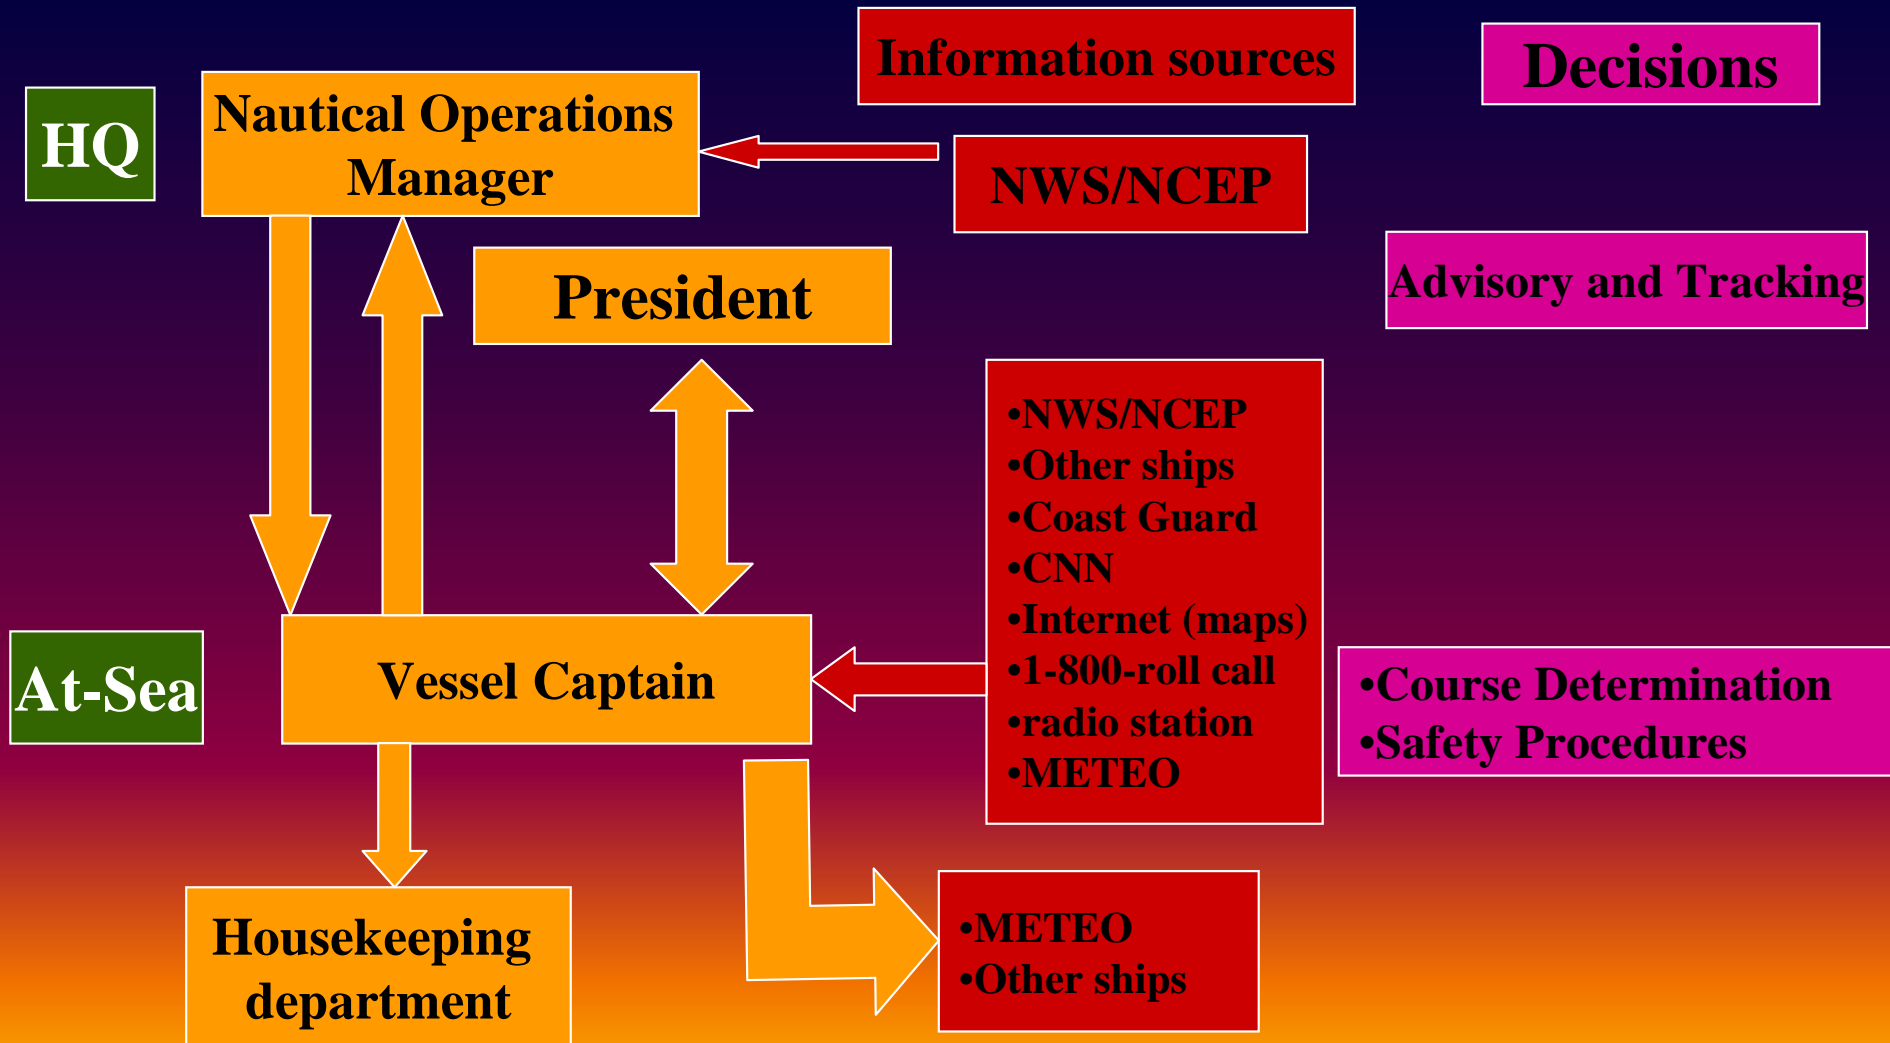 Information sources
Decisions
HQ
Nautical Operations
Manager
NWS/NCEP
President
Advisory and Tracking
•NWS/NCEP
•Other ships
•Coast Guard
•CNN
•Internet (maps)
•1-800-roll call
•radio station
•METEO
At-Sea
Vessel Captain
•Course Determination
•Safety Procedures
Housekeeping
department
•METEO
•Other ships